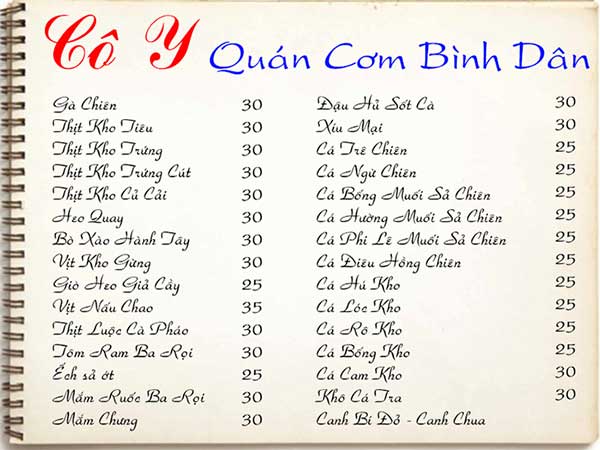 Cô Y Quán Cơm Bình Dân
Gà Chiên 30
Thịt Kho Tiêu 30
Thịt Kho Trứng 30
Thịt Kho Trứng Cút 30
Thịt Kho Củ Cải 30
Heo Quay 30
Bò Xào Hành Tây 30
Vịt Kho Gừng 30
Giò Heo Giả Cầy 25
Vịt Nấu Chao 35
Thịt Luộc Cà Pháo 30
Tôm Ram Ba Rọi 30
Ếch sả ớt 25
Mắm Ruốc Ba Rọi 30
Mắm Chưng 30
Đậu Hủ Sốt Cà 30
Xíu Mại 30
Cá Trê Chiên 25
Cá Ngừ Chiên 25
Cá Bống Muối Sả Chiên 25
Cá Hường Muối Sả Chiên 25
Cá Phi Lê Muối Sả Chiên 25
Cá Diêu Hồng Chiên 25
Cá Hú Kho 25
Cá Lóc Kho 25
Cá Rô Kho 25
Cá Bống Kho 25
Cá Cam Kho 30
Khô Cá Tra 30
Canh Bí Đỏ - Canh Chua